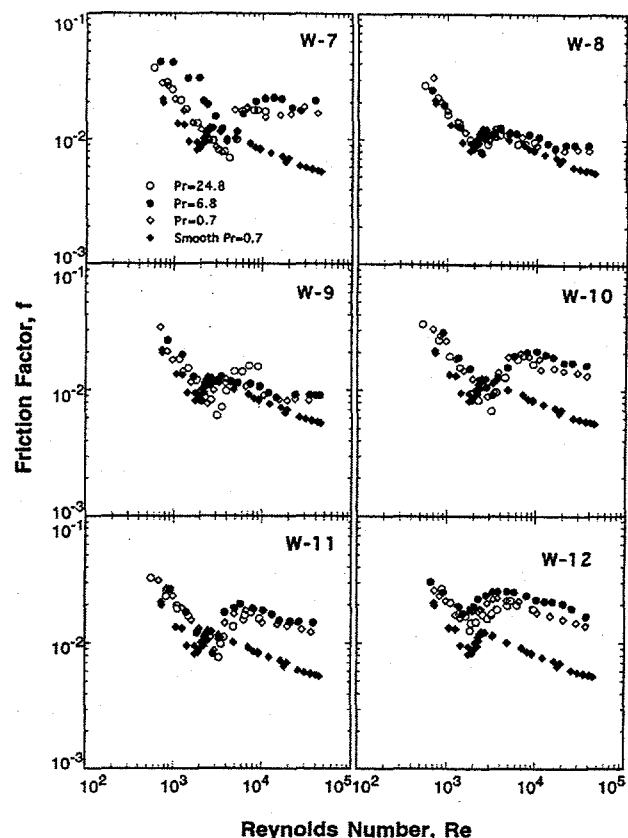 W-7
W-8
10⁻¹
10⁻²
10⁻³
Pr=24.8
Pr=6.8
Pr=0.7
Smooth Pr=0.7
W-9
W-10
10⁻¹
10⁻²
10⁻³
Friction Factor, f
W-11
W-12
10⁻¹
10⁻²
10⁻³
10² 10³ 10⁴ 10⁵ 10² 10³ 10⁴ 10⁵
Reynolds Number, Re